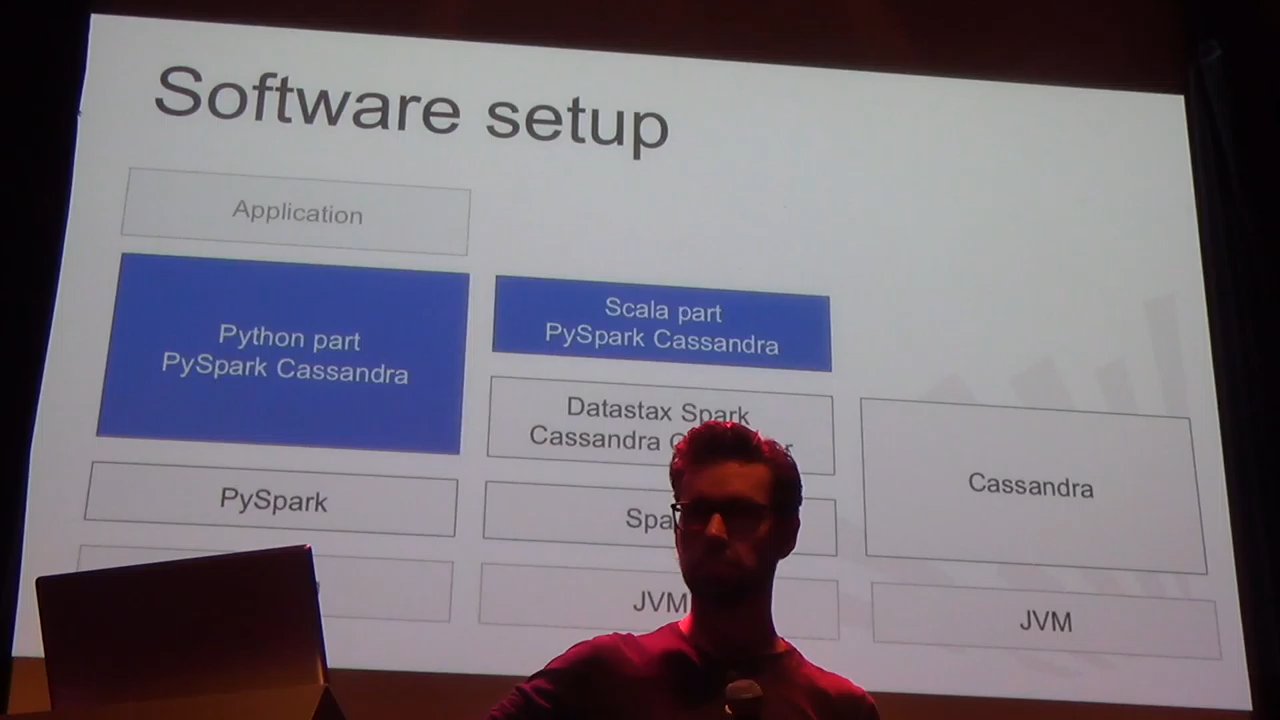 Software setup
Application
Python part
PySpark Cassandra
PySpark
Scala part
PySpark Cassandra
Datastax Spark
Cassandra
JVM
Cassandra
JVM